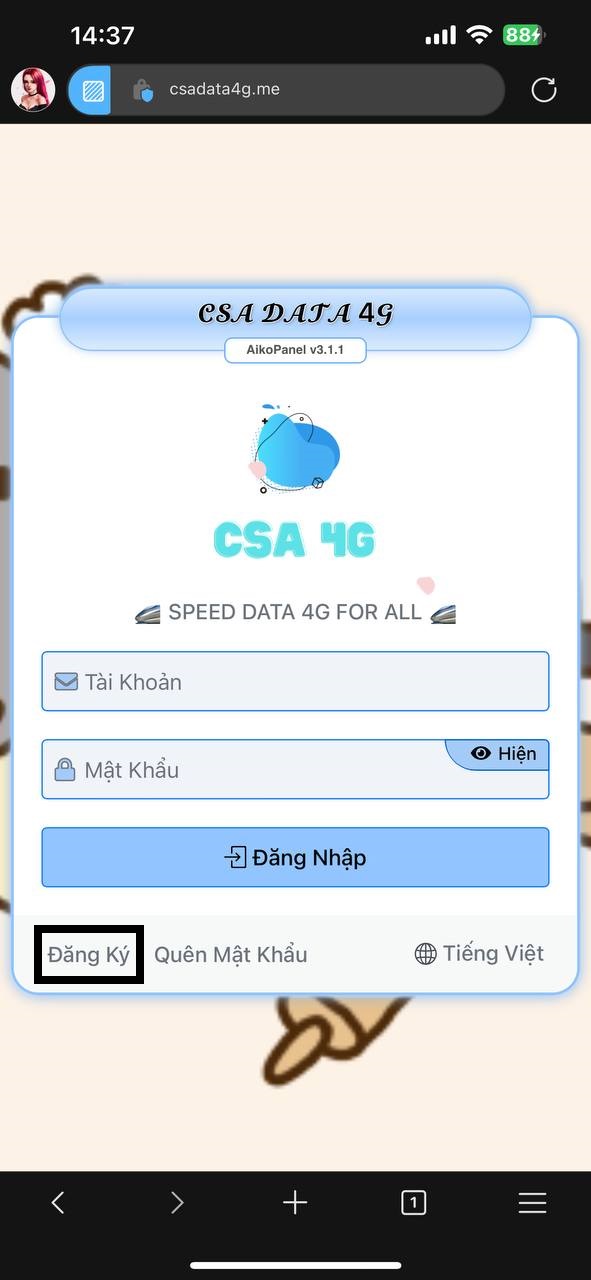 14:37
88
csadata4g.me
CSA DATA 4G
AikoPanel v3.1.1
CSA 4G
SPEED DATA 4G FOR ALL
Tài Khoản
Mật Khẩu
Hiện
Đăng Nhập
Đăng Ký Quên Mật Khẩu Tiếng Việt
1